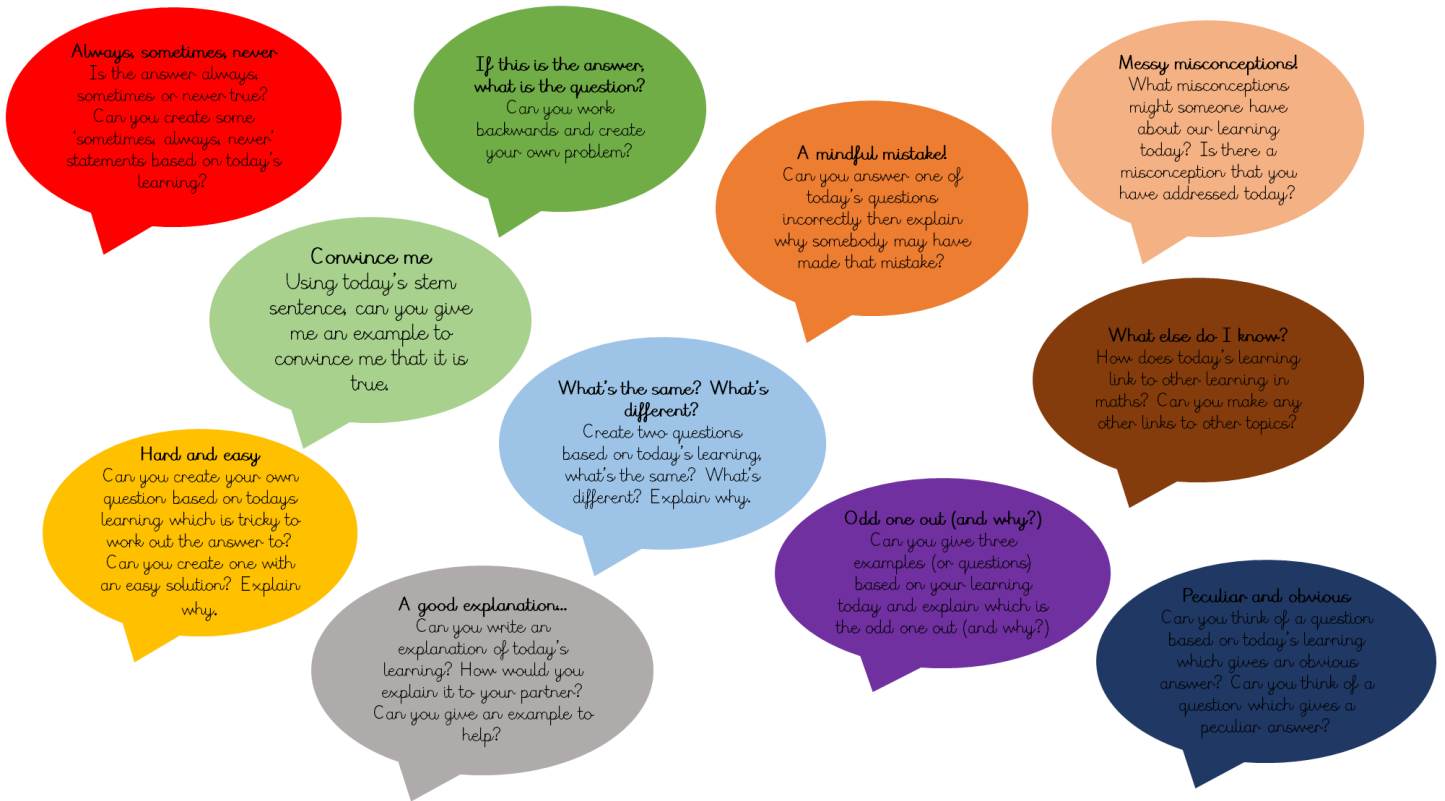 Always, sometimes, never
Is the answer always,
sometimes or never true?
Can you create some
'sometimes, always, never'
statements based on today's
learning?
If this is the answer,
what is the question?
Can you work
backwards and create
your own problem?
A mindful mistake!
Can you answer one of
today's questions
incorrectly then explain
why somebody may have
made that mistake?
Messy misconceptions!
What misconceptions
might someone have
about our learning
today? Is there a
misconception that you
have addressed today?
Convince me
Using today's stem
sentence, can you give
me an example to
convince me that it is
true.
What's the same? What's
different?
Create two questions
based on today's learning,
what's the same? What's
different? Explain why.
What else do I know?
How does today's learning
link to other learning in
maths? Can you make any
other links to other topics?
Hard and easy
Can you create your own
question based on todays
learning which is tricky to
work out the answer to?
Can you create one with
an easy solution? Explain
why.
A good explanation...
Can you write an
explanation of today's
learning? How would you
explain it to your partner?
Can you give an example to
help?
Odd one out (and why?)
Can you give three
examples (or questions)
based on your learning
today and explain which is
the odd one out (and why?)
Peculiar and obvious
Can you think of a question
based on today's learning
which gives an obvious
answer? Can you think of a
question which gives a
peculiar answer?